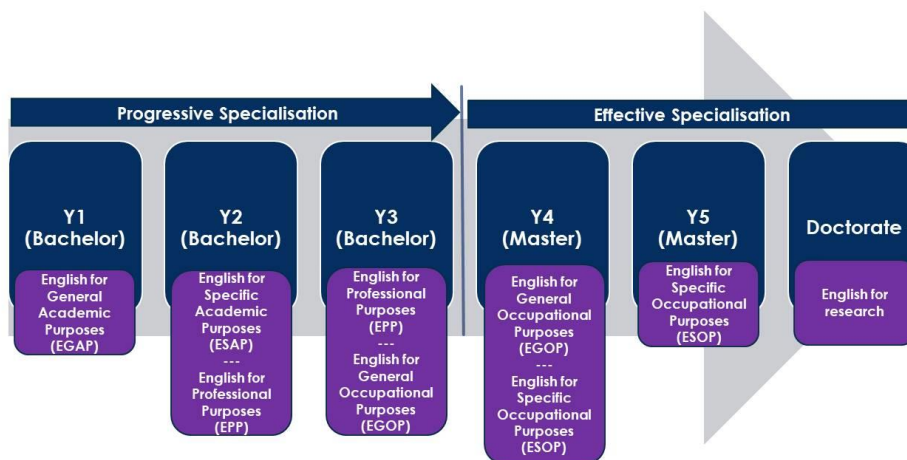 Progressive Specialisation
Effective Specialisation
Y1
(Bachelor)
English for
General
Academic
Purposes
(EGAP)
Y2
(Bachelor)
English for
Specific
Academic
Purposes
(ESAP)
---
English for
Professional
Purposes
(EPP)
Y3
(Bachelor)
English for
Professional
Purposes
(EPP)
---
English for
General
Occupational
Purposes
(EGOP)
Y4
(Master)
English for
General
Occupational
Purposes
(EGOP)
---
English for
Specific
Occupational
Purposes
(ESOP)
Y5
(Master)
English for
Specific
Occupational
Purposes
(ESOP)
Doctorate
English for
research